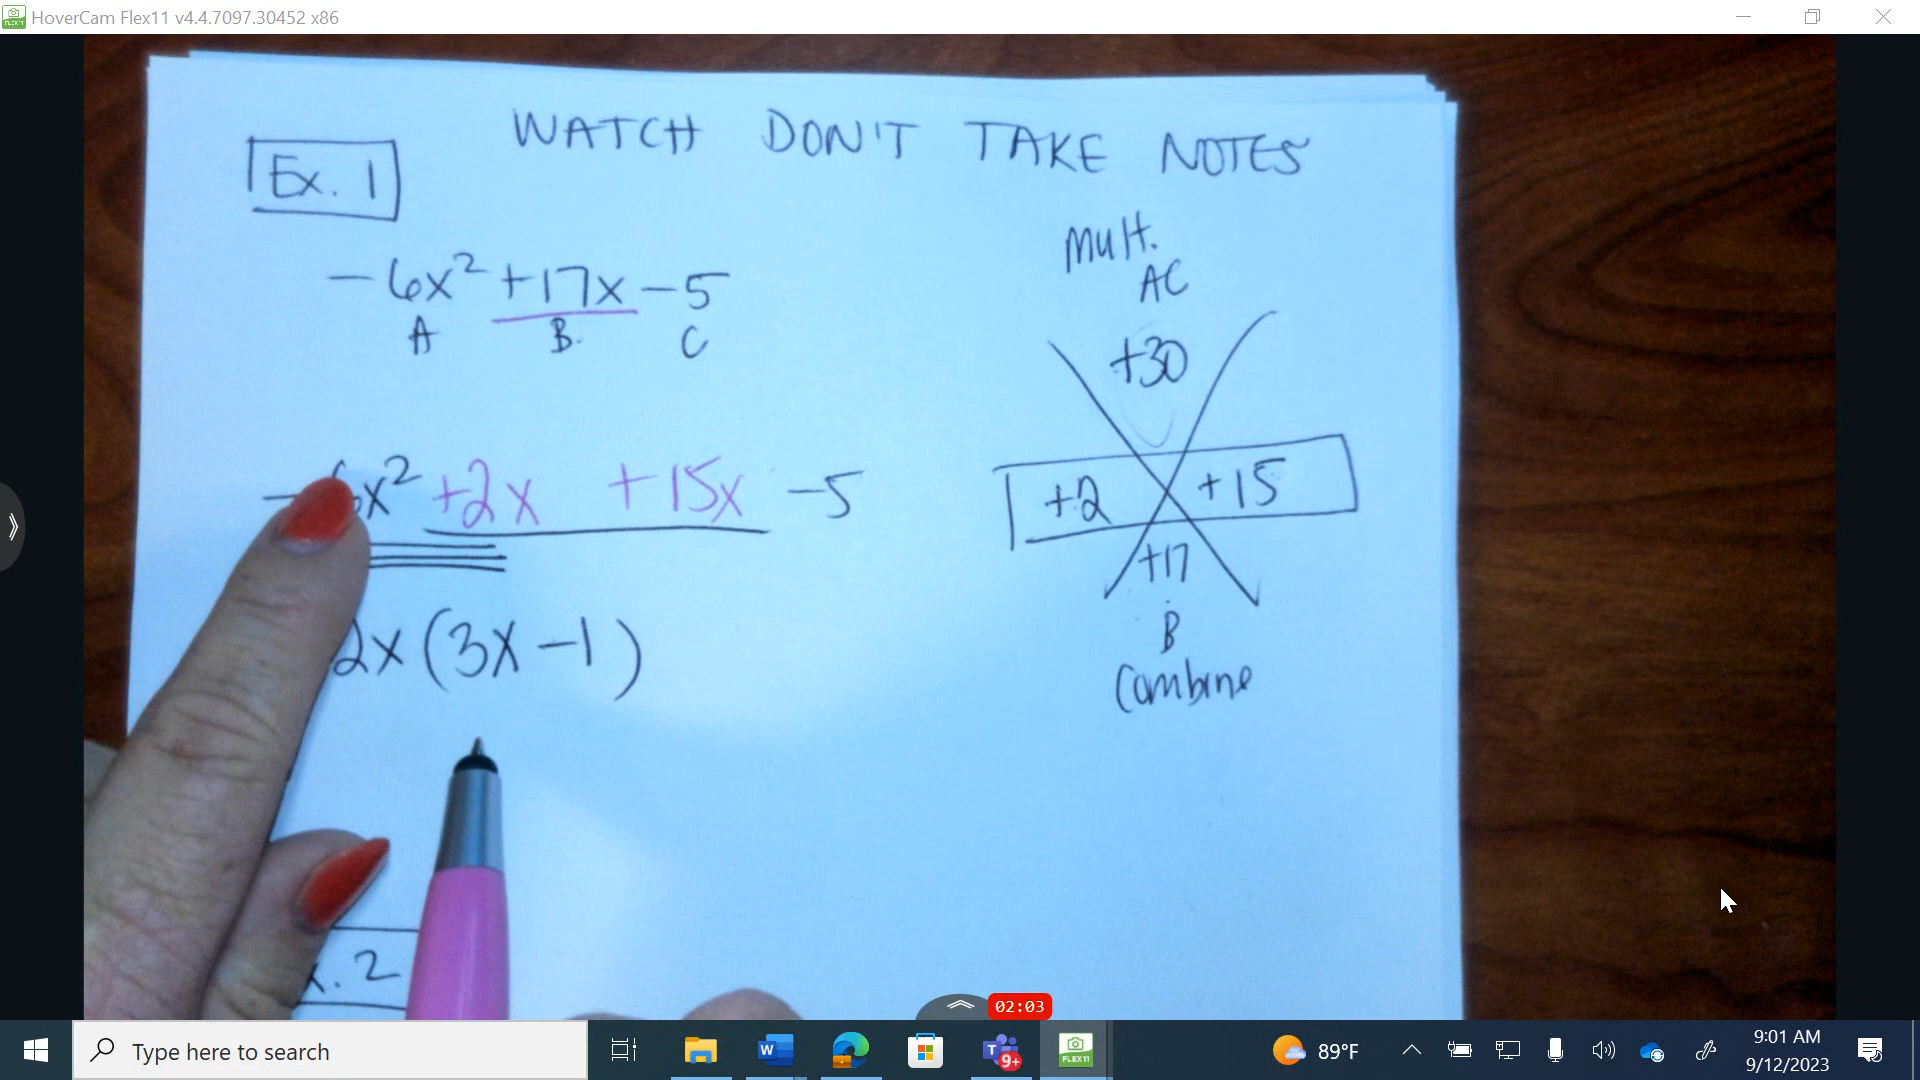 HoverCam Flex11 v4.4.7097.30452 x86
WATCH DON'T TAKE NOTES
Ex. 1
-6x² +17x -5
A B. C
Mult.
AC
+30
+2 +15
+17
B
Combine
x² +2x +15x -5
2x (3x -1)
x. 2
02:03
Type here to search
W
T
9+
FLEX11
89°F
9:01 AM
9/12/2023